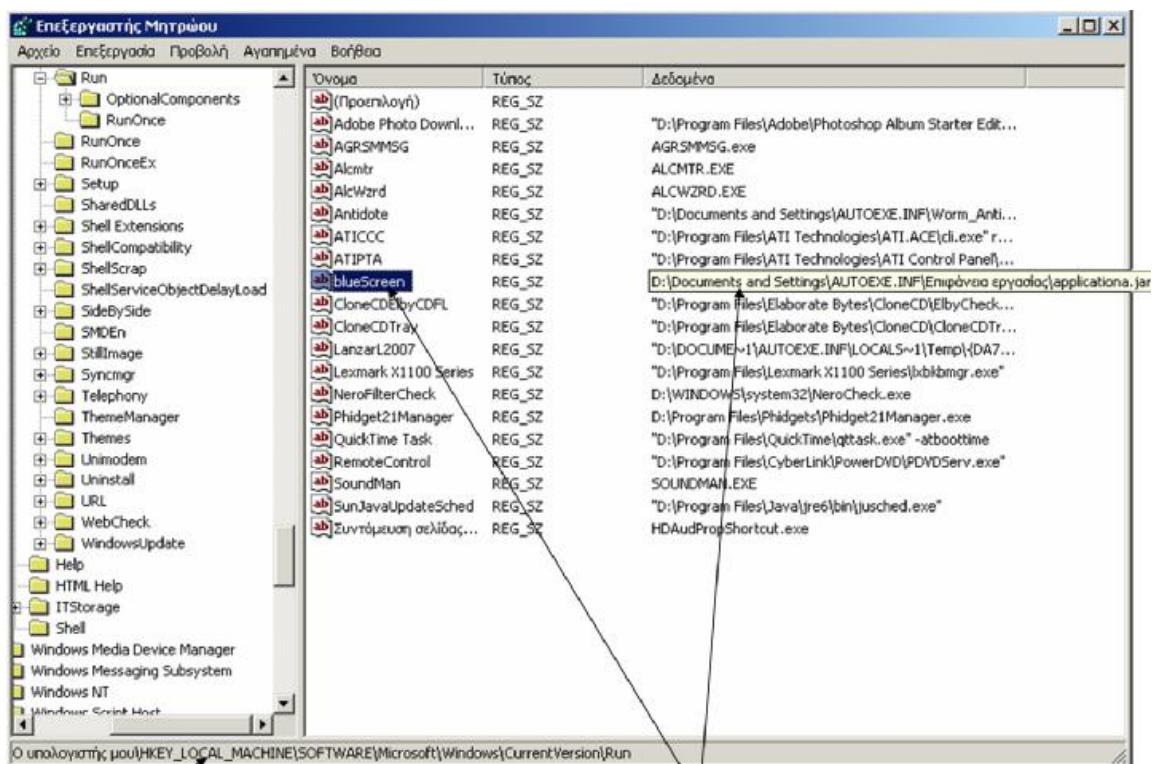 Επεξεργαστής Μητρώου
Αρχείο Επεξεργασία Προβολή Αγαπημένα Βοήθεια
Run
OptionalComponents
RunOnce
RunOnce
RunOnceEx
Setup
SharedDLLs
Shell Extensions
ShellCompatibility
ShellScrap
ShellServiceObjectDelayLoad
SideBySide
SMDEn
StillImage
Syncmgr
Telephony
ThemeManager
Themes
Unimodem
Uninstall
URL
WebCheck
WindowsUpdate
Help
HTML Help
ITStorage
Shell
Windows Media Device Manager
Windows Messaging Subsystem
Windows NT
Windows Script Host
Όνομα Τύπος Δεδομένα
(Προεπιλογή) REG_SZ
Adobe Photo Downl... REG_SZ "D:\Program Files\Adobe\Photoshop Album Starter Edit...
AGRSMMSG REG_SZ AGRSMMSG.exe
Alcmtr REG_SZ ALCMTR.EXE
AlcWzrd REG_SZ ALCWZRD.EXE
Antidote REG_SZ "D:\Documents and Settings\AUTOEXE.INF\Worm_Anti...
ATICCC REG_SZ "D:\Program Files\ATI Technologies\ATI.ACE\cli.exe" r...
ATIPTA REG_SZ "D:\Program Files\ATI Technologies\ATI Control Panel\...
blueScreen REG_SZ D:\Documents and Settings\AUTOEXE.INF\Επιφάνεια εργασίας\applicationa.jar
CloneCDElbyCDFL REG_SZ "D:\Program Files\Elaborate Bytes\CloneCD\ElbyCheck...
CloneCDTray REG_SZ "D:\Program Files\Elaborate Bytes\CloneCD\CloneCDTr...
LanzarL2007 REG_SZ "D:\DOCUME~1\AUTOEXE.INF\LOCALS~1\Temp\{DA7...
Lexmark X1100 Series REG_SZ "D:\Program Files\Lexmark X1100 Series\lxbkbmgr.exe"
NeroFilterCheck REG_SZ D:\WINDOWS\system32\NeroCheck.exe
Phidget21Manager REG_SZ D:\Program Files\Phidgets\Phidget21Manager.exe
QuickTime Task REG_SZ "D:\Program Files\QuickTime\qttask.exe" -atboottime
RemoteControl REG_SZ "D:\Program Files\CyberLink\PowerDVD\PDVDServ.exe"
SoundMan REG_SZ SOUNDMAN.EXE
SunJavaUpdateSched REG_SZ "D:\Program Files\Java\jre6\bin\jusched.exe"
Συντόμευση σελίδας... REG_SZ HDAudPropShortcut.exe
Ο υπολογιστής μου\HKEY_LOCAL_MACHINE\SOFTWARE\Microsoft\Windows\CurrentVersion\Run